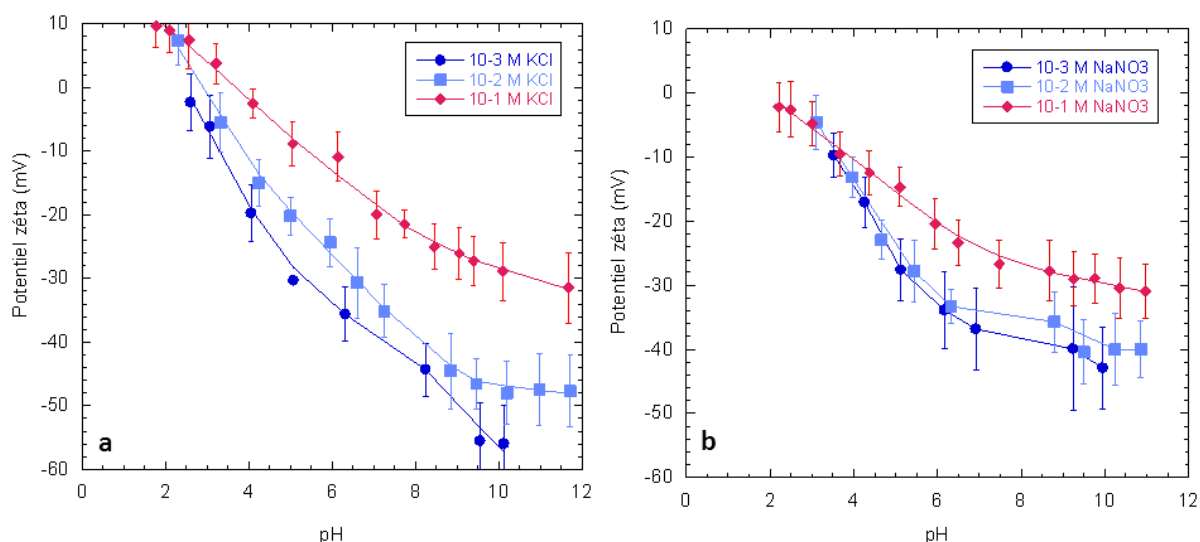 10-3 M KCl
10-2 M KCl
10-1 M KCl
10
0
-10
-20
-30
-40
-50
-60
Potentiel zéta (mV)
a
0 2 4 6 8 10 12
pH
10-3 M NaNO3
10-2 M NaNO3
10-1 M NaNO3
10
0
-10
-20
-30
-40
-50
-60
Potentiel zéta (mV)
b
0 2 4 6 8 10 12
pH